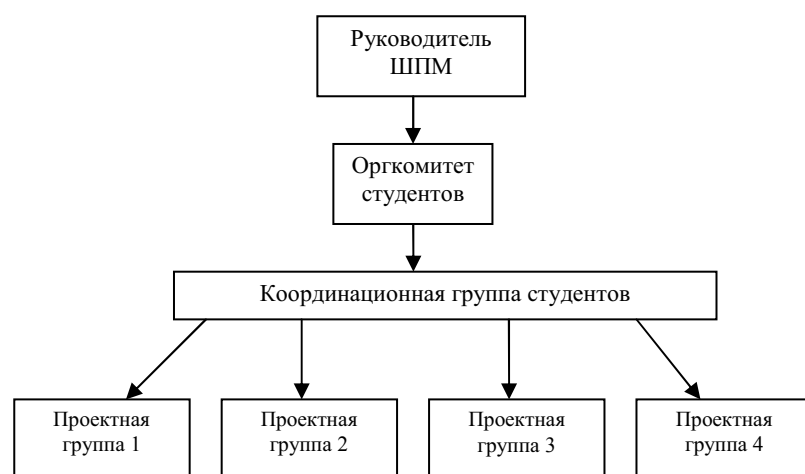 Руководитель
ШПМ
Оргкомитет
студентов
Координационная группа студентов
Проектная
группа 1
Проектная
группа 2
Проектная
группа 3
Проектная
группа 4